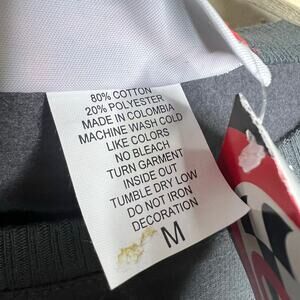 80% COTTON
20% POLYESTER
MADE IN COLOMBIA
MACHINE WASH COLD
LIKE COLORS
NO BLEACH
TURN GARMENT
INSIDE OUT
TUMBLE DRY LOW
DO NOT IRON
DECORATION
M